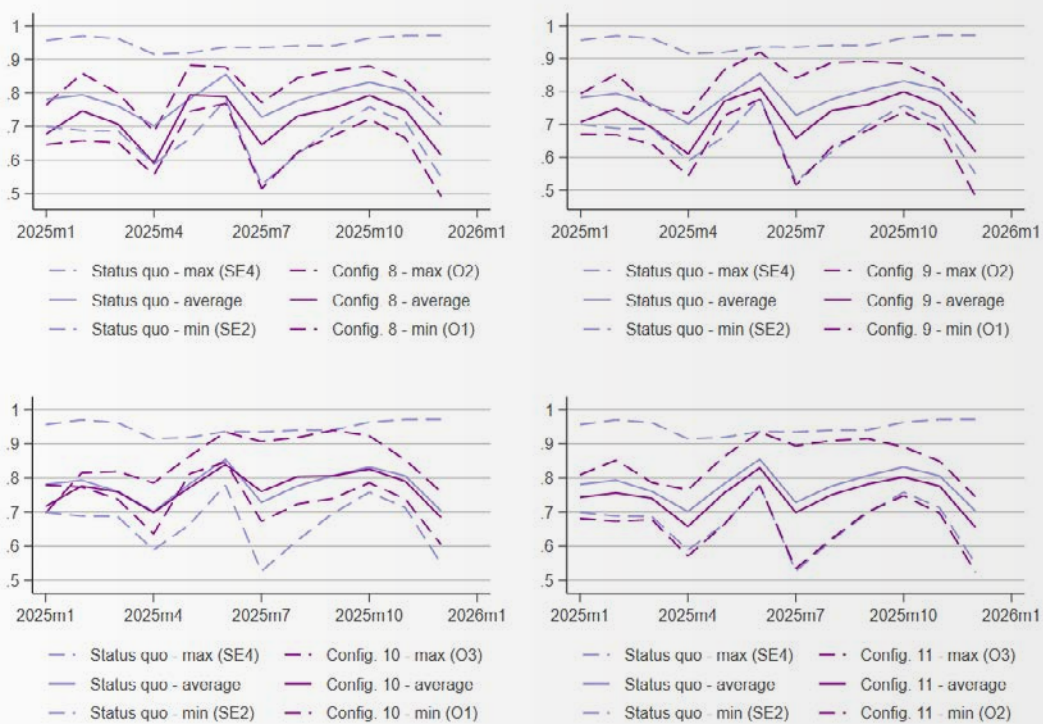 1
1
.9
.9
.8
.8
.7
.7
.6
.6
.5
.5
2025m1 2025m4 2025m7 2025m10 2026m1
2025m1 2025m4 2025m7 2025m10 2026m1
Status quo - max (SE4) Config. 8 - max (O2)
Status quo - average Config. 8 - average
Status quo - min (SE2) Config. 8 - min (O1)
Status quo - max (SE4) Config. 9 - max (O2)
Status quo - average Config. 9 - average
Status quo - min (SE2) Config. 9 - min (O1)
1
1
.9
.9
.8
.8
.7
.7
.6
.6
.5
.5
2025m1 2025m4 2025m7 2025m10 2026m1
2025m1 2025m4 2025m7 2025m10 2026m1
Status quo - max (SE4) Config. 10 - max (O3)
Status quo - average Config. 10 - average
Status quo - min (SE2) Config. 10 - min (O1)
Status quo - max (SE4) Config. 11 - max (O3)
Status quo - average Config. 11 - average
Status quo - min (SE2) Config. 11 - min (O2)